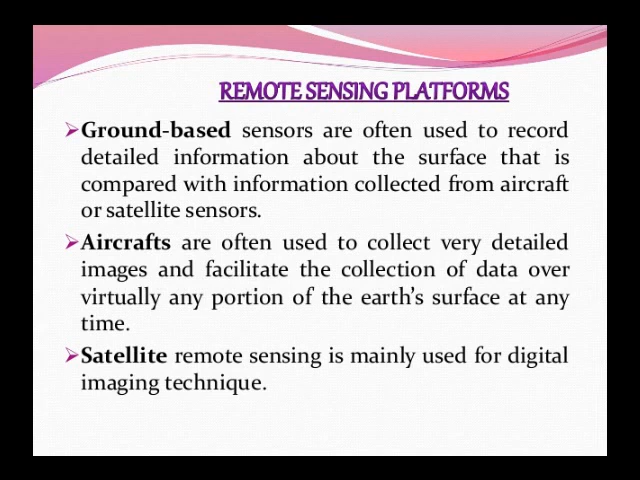 REMOTE SENSING PLATFORMS
➢Ground-based sensors are often used to record
detailed information about the surface that is
compared with information collected from aircraft
or satellite sensors.
➢Aircrafts are often used to collect very detailed
images and facilitate the collection of data over
virtually any portion of the earth’s surface at any
time.
➢Satellite remote sensing is mainly used for digital
imaging technique.